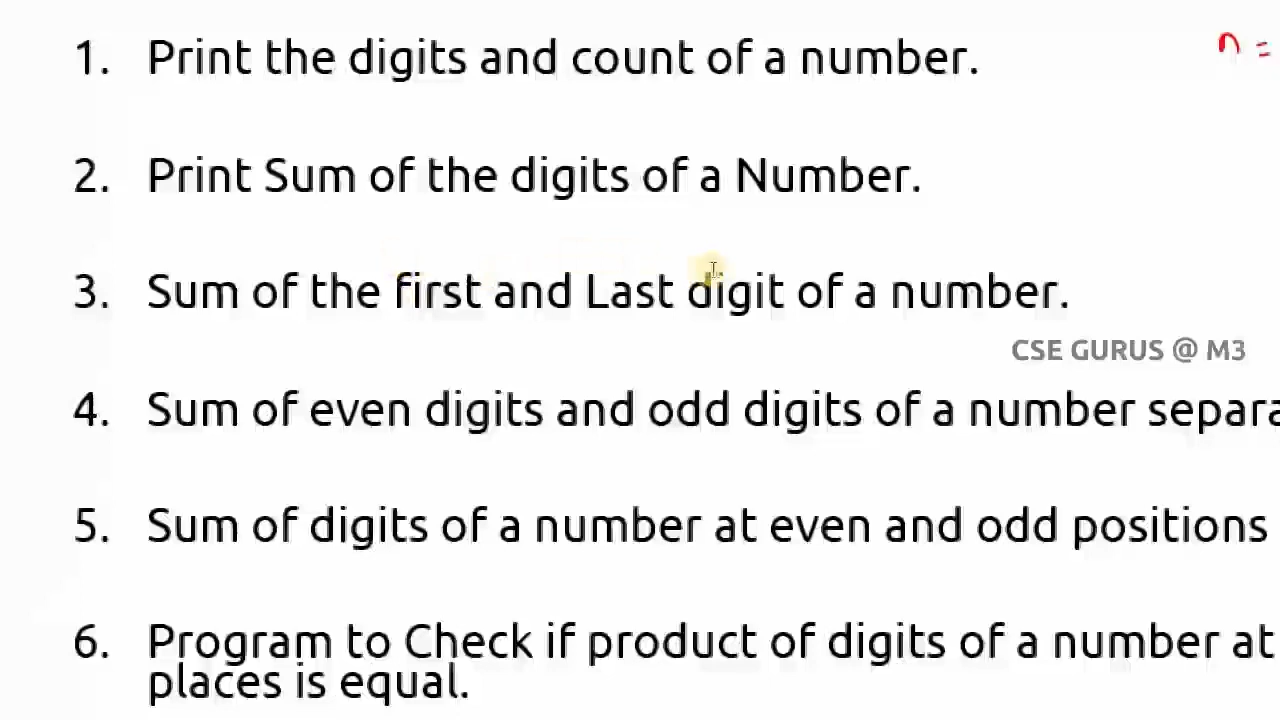 1. Print the digits and count of a number.
n =
2. Print Sum of the digits of a Number.
3. Sum of the first and Last digit of a number.
CSE GURUS @ M3
4. Sum of even digits and odd digits of a number separa
5. Sum of digits of a number at even and odd positions
6. Program to Check if product of digits of a number at
places is equal.